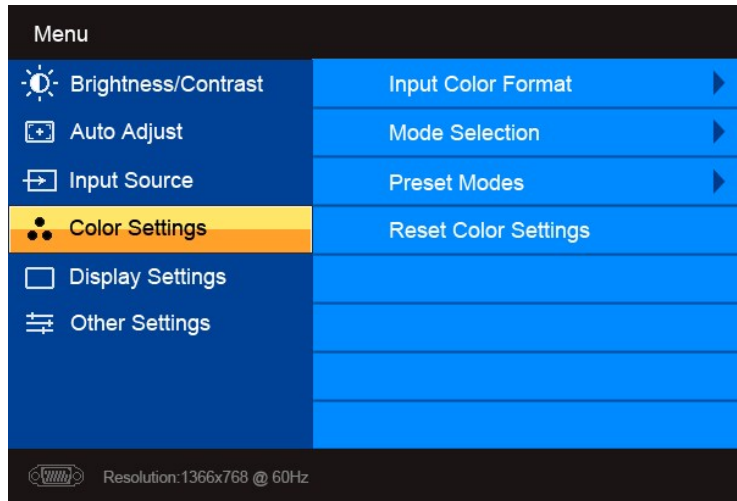 Menu
Brightness/Contrast
Auto Adjust
Input Source
Color Settings
Display Settings
Other Settings
Input Color Format
Mode Selection
Preset Modes
Reset Color Settings
Resolution:1366x768 @ 60Hz